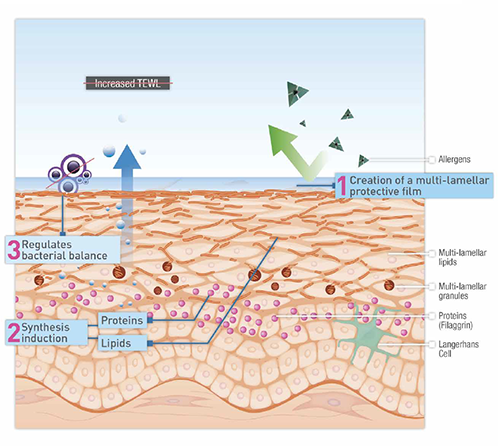 Increased TEWL
Allergens
1 Creation of a multi-lamellar
protective film
3 Regulates
bacterial balance
Multi-lamellar
lipids
Multi-lamellar
granules
2 Synthesis
induction
Proteins
Lipids
Proteins
(Filaggrin)
Langerhans
Cell